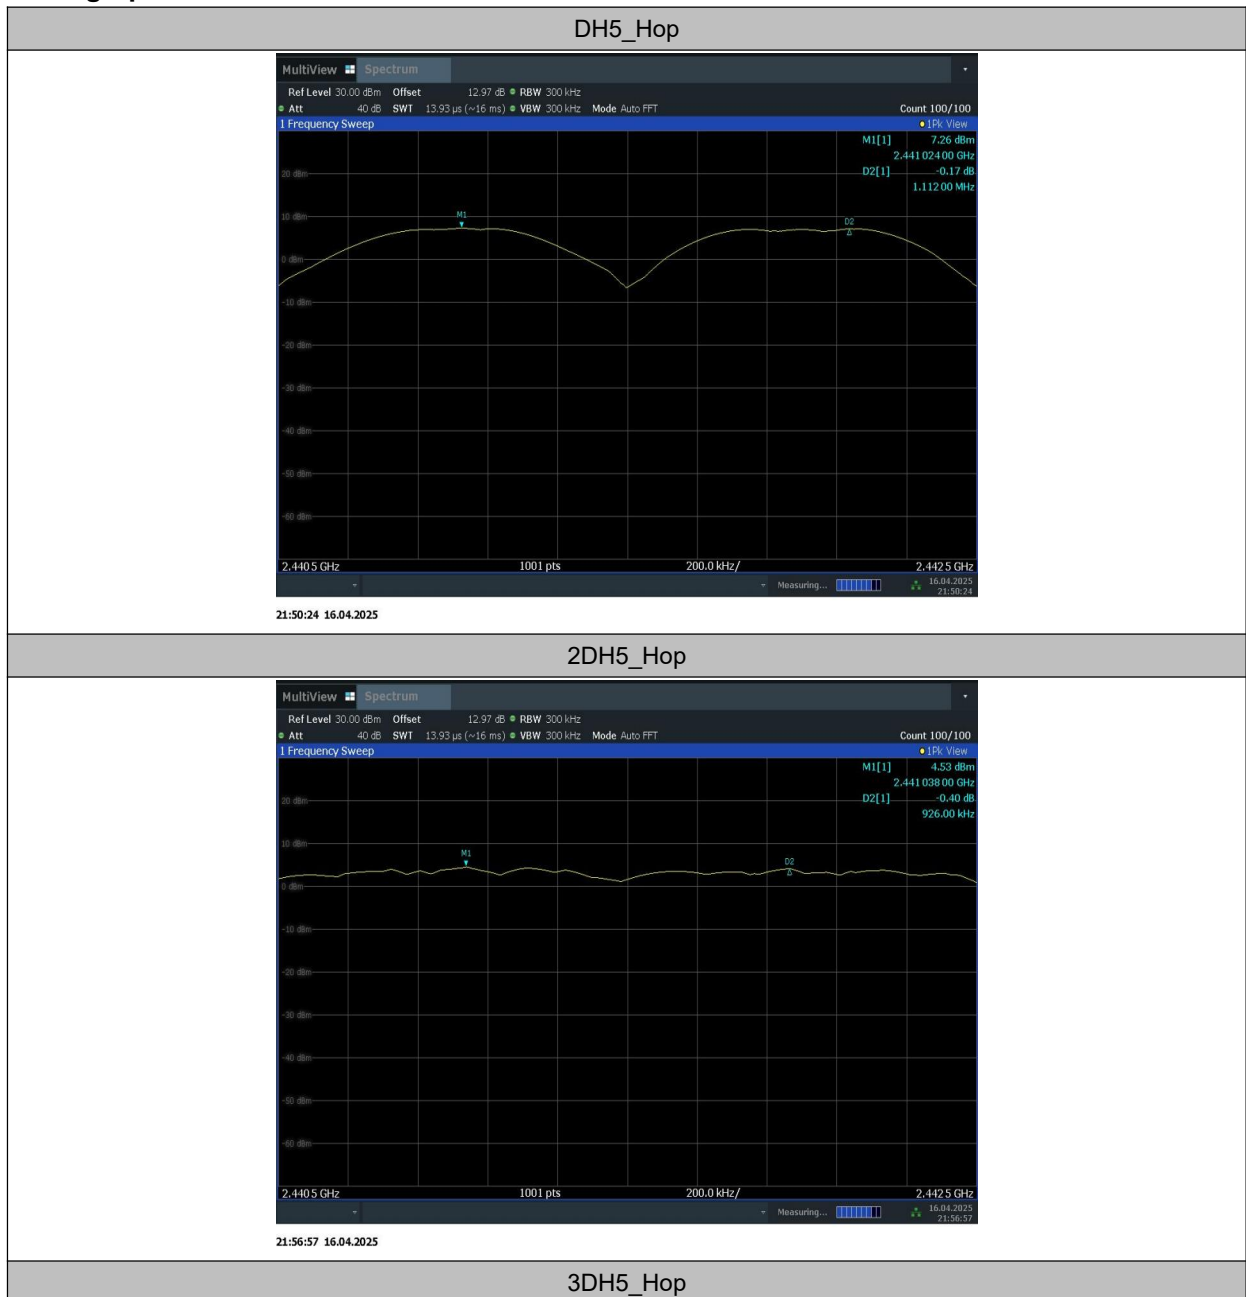 DH5_Hop
MultiView Spectrum
Ref Level 30.00 dBm Offset 12.97 dB RBW 300 kHz
Att 40 dB SWT 13.93 µs (~16 ms) VBW 300 kHz Mode Auto FFT Count 100/100
1 Frequency Sweep 1Pk View
M1[1] 7.26 dBm
2.441 024 00 GHz
D2[1] -0.17 dB
1.112 00 MHz
20 dBm
10 dBm
M1
D2
0 dBm
-10 dBm
-20 dBm
-30 dBm
-40 dBm
-50 dBm
-60 dBm
2.440 5 GHz 1001 pts 200.0 kHz/ 2.442 5 GHz
Measuring... 16.04.2025
21:50:24
21:50:24 16.04.2025
2DH5_Hop
MultiView Spectrum
Ref Level 30.00 dBm Offset 12.97 dB RBW 300 kHz
Att 40 dB SWT 13.93 µs (~16 ms) VBW 300 kHz Mode Auto FFT Count 100/100
1 Frequency Sweep 1Pk View
M1[1] 4.53 dBm
2.441 038 00 GHz
D2[1] -0.40 dB
926.00 kHz
20 dBm
10 dBm
M1
D2
0 dBm
-10 dBm
-20 dBm
-30 dBm
-40 dBm
-50 dBm
-60 dBm
2.440 5 GHz 1001 pts 200.0 kHz/ 2.442 5 GHz
Measuring... 16.04.2025
21:56:57
21:56:57 16.04.2025
3DH5_Hop